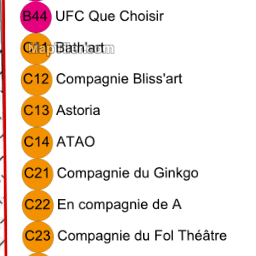 B44 UFC Que Choisir
C11 Bath'art
C12 Compagnie Bliss'art
C13 Astoria
C14 ATAO
C21 Compagnie du Ginkgo
C22 En compagnie de A
C23 Compagnie du Fol Théâtre